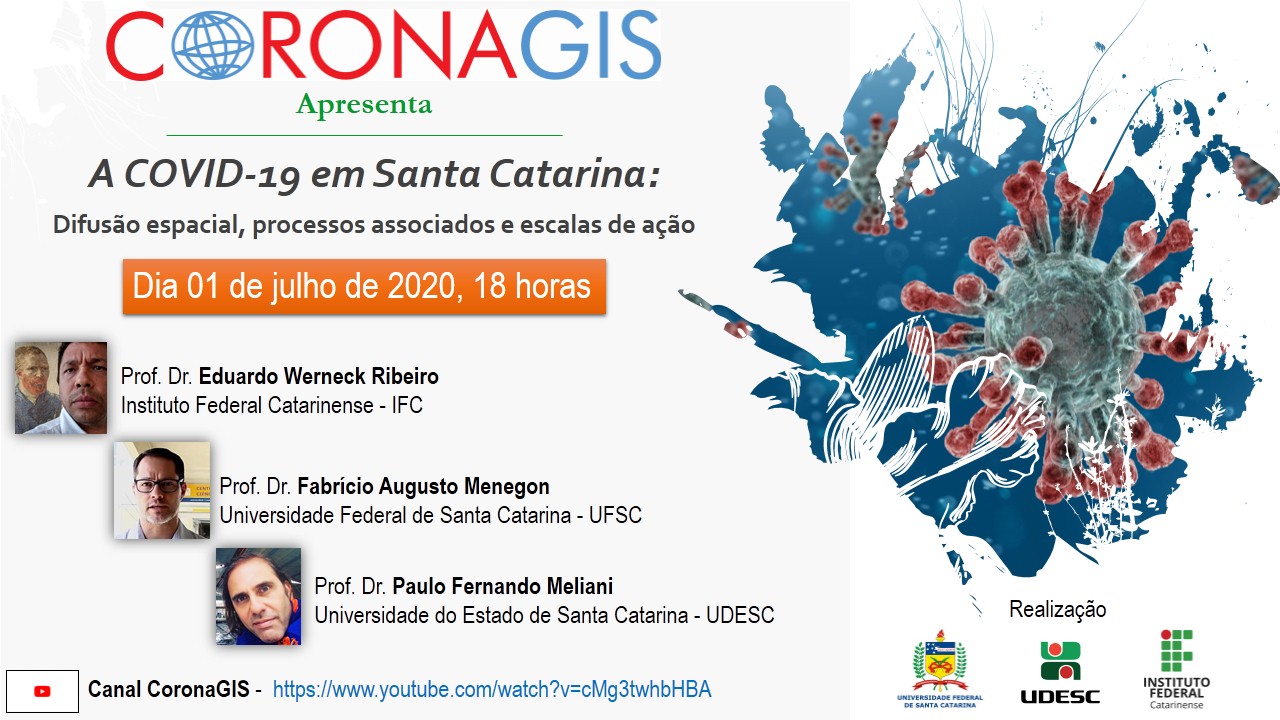 CORONAGIS
Apresenta
A COVID-19 em Santa Catarina:
Difusão espacial, processos associados e escalas de ação
Dia 01 de julho de 2020, 18 horas
Prof. Dr. Eduardo Werneck Ribeiro
Instituto Federal Catarinense - IFC
Prof. Dr. Fabrício Augusto Menegon
Universidade Federal de Santa Catarina - UFSC
Prof. Dr. Paulo Fernando Meliani
Universidade do Estado de Santa Catarina - UDESC
Canal CoronaGIS - https://www.youtube.com/watch?v=cMg3twhbHBA
Realização
UNIVERSIDADE FEDERAL
DE SANTA CATARINA
UDESC
INSTITUTO
FEDERAL
Catarinense